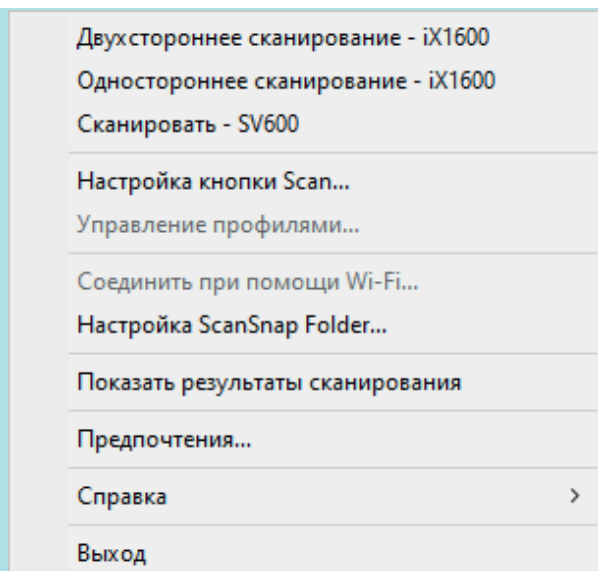 Двухстороннее сканирование - iX1600
Одностороннее сканирование - iX1600
Сканировать - SV600
Настройка кнопки Scan...
Управление профилями...
Соединить при помощи Wi-Fi...
Настройка ScanSnap Folder...
Показать результаты сканирования
Предпочтения...
Справка
Выход